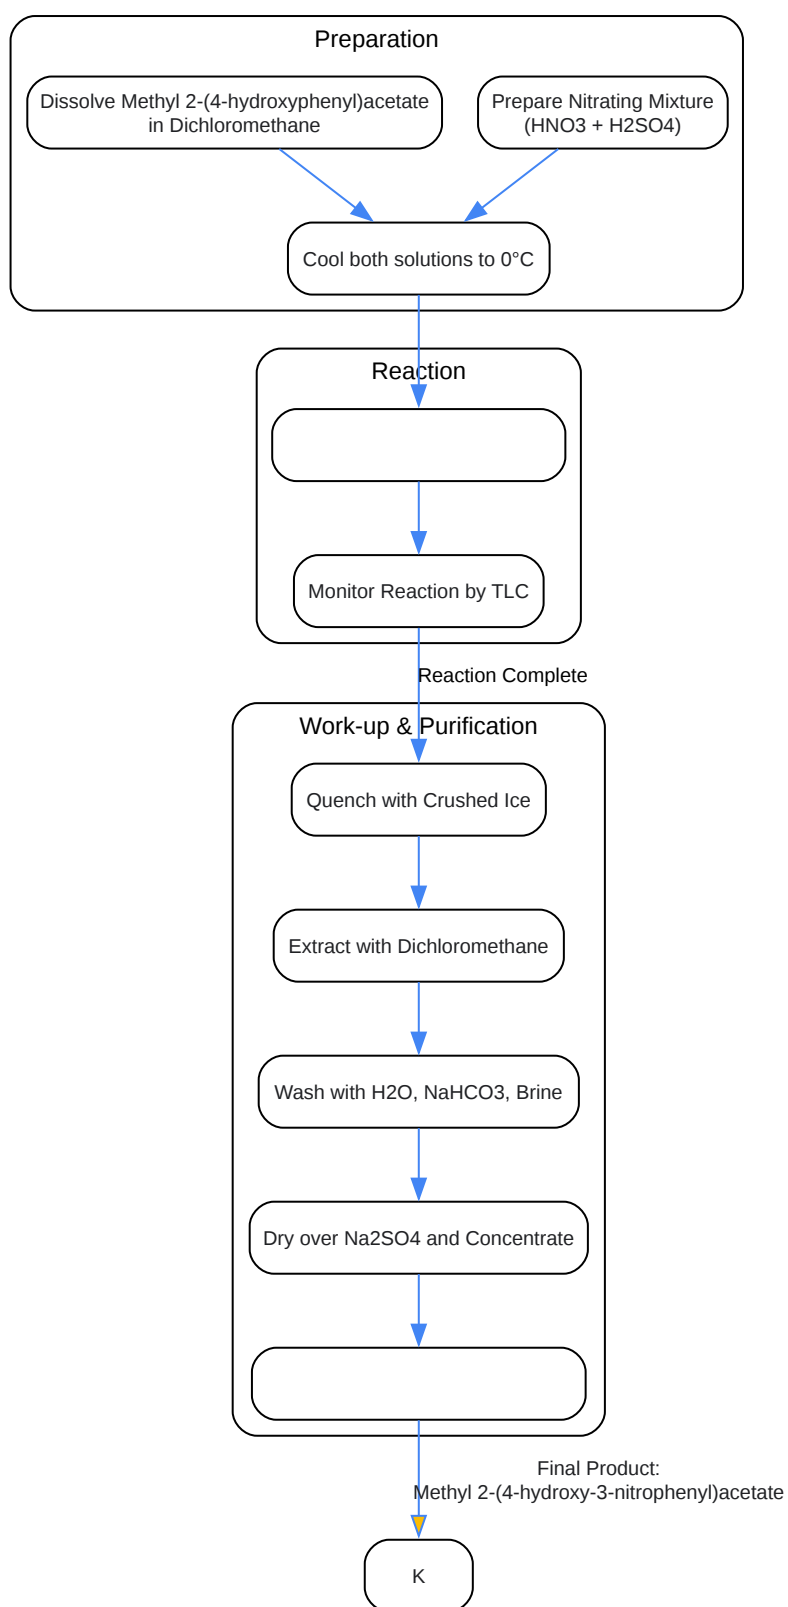 Preparation
Dissolve Methyl 2-(4-hydroxyphenyl)acetate
in Dichloromethane
Prepare Nitrating Mixture
(HNO3 + H2SO4)
Cool both solutions to 0°C
Reaction
Monitor Reaction by TLC
Reaction Complete
Work-up & Purification
Quench with Crushed Ice
Extract with Dichloromethane
Wash with H2O, NaHCO3, Brine
Dry over Na2SO4 and Concentrate
Final Product:
Methyl 2-(4-hydroxy-3-nitrophenyl)acetate
K